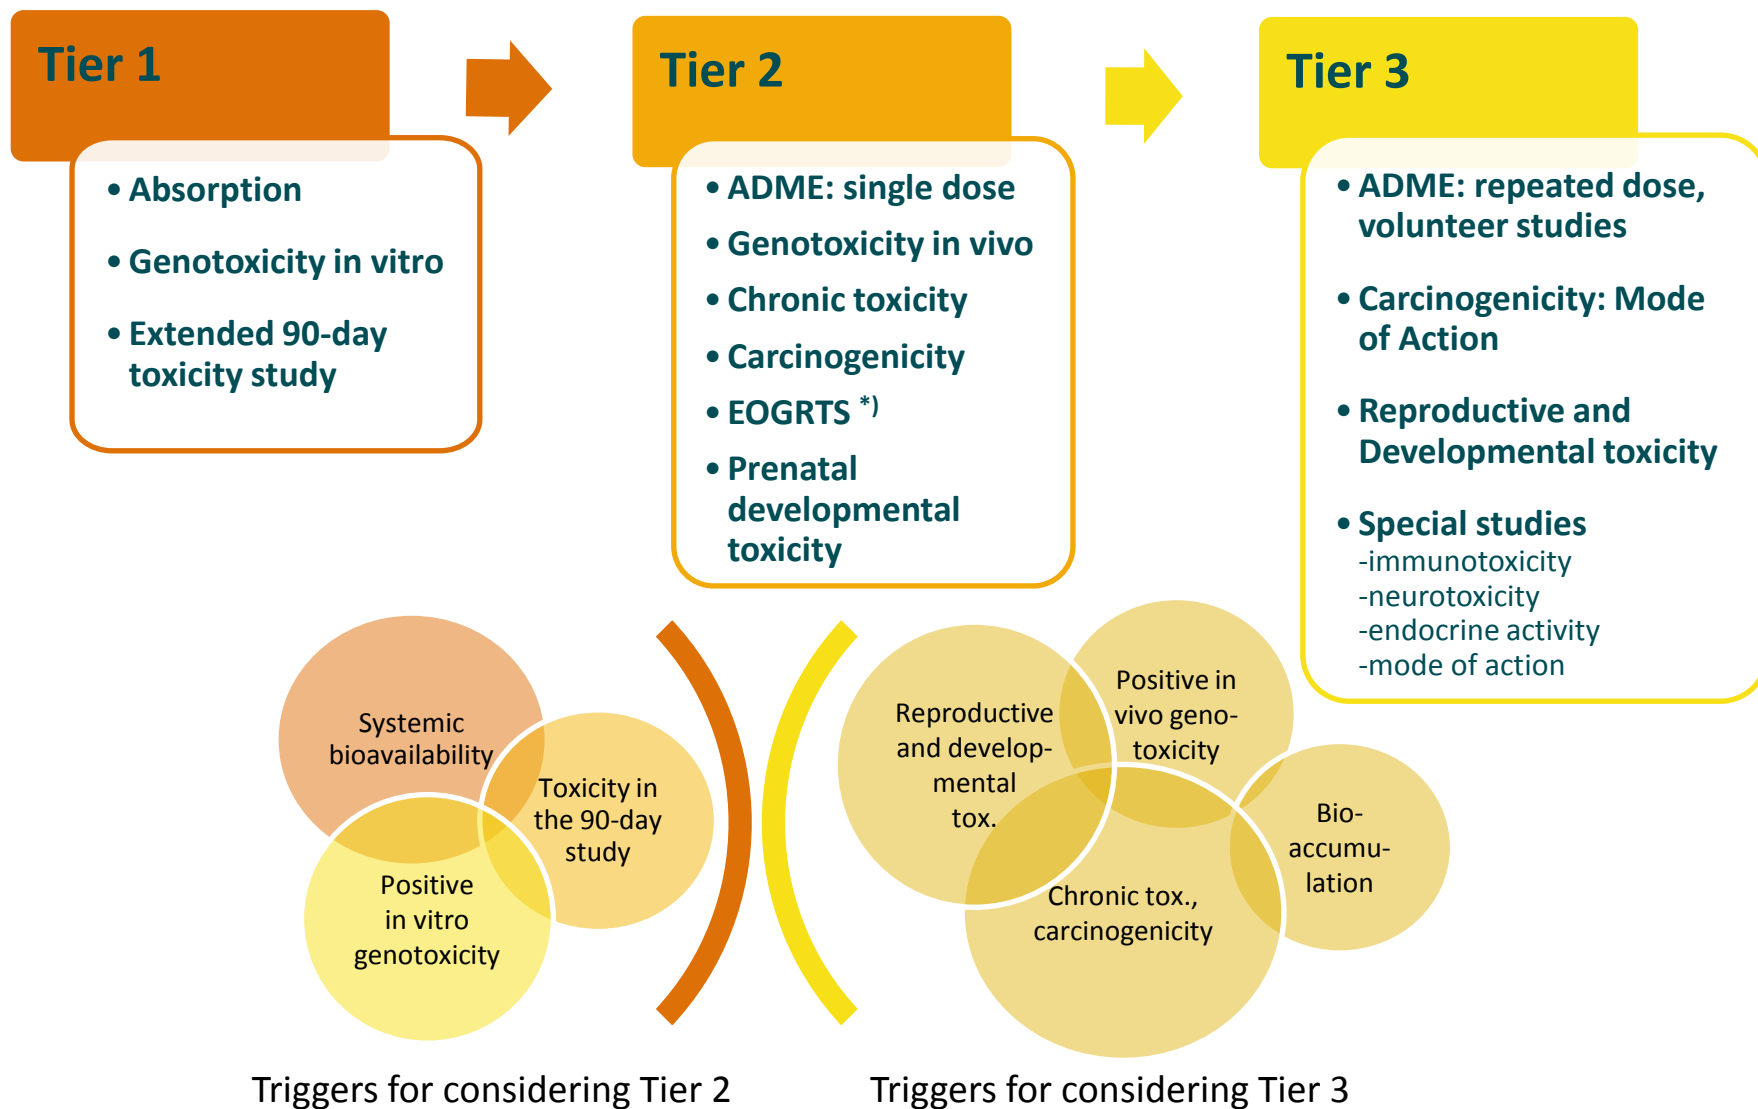 Tier 1
• Absorption
• Genotoxicity in vitro
• Extended 90-day
toxicity study
Tier 2
• ADME: single dose
• Genotoxicity in vivo
• Chronic toxicity
• Carcinogenicity
• EOGRTS *)
• Prenatal
developmental
toxicity
Tier 3
• ADME: repeated dose,
volunteer studies
• Carcinogenicity: Mode
of Action
• Reproductive and
Developmental toxicity
• Special studies
-immunotoxicity
-neurotoxicity
-endocrine activity
-mode of action
Systemic
bioavailability
Toxicity in
the 90-day
study
Positive
in vitro
genotoxicity
Reproductive
and develop-
mental
tox.
Positive in
vivo geno-
toxicity
Bio-
accumu-
lation
Chronic tox.,
carcinogenicity
Triggers for considering Tier 2
Triggers for considering Tier 3